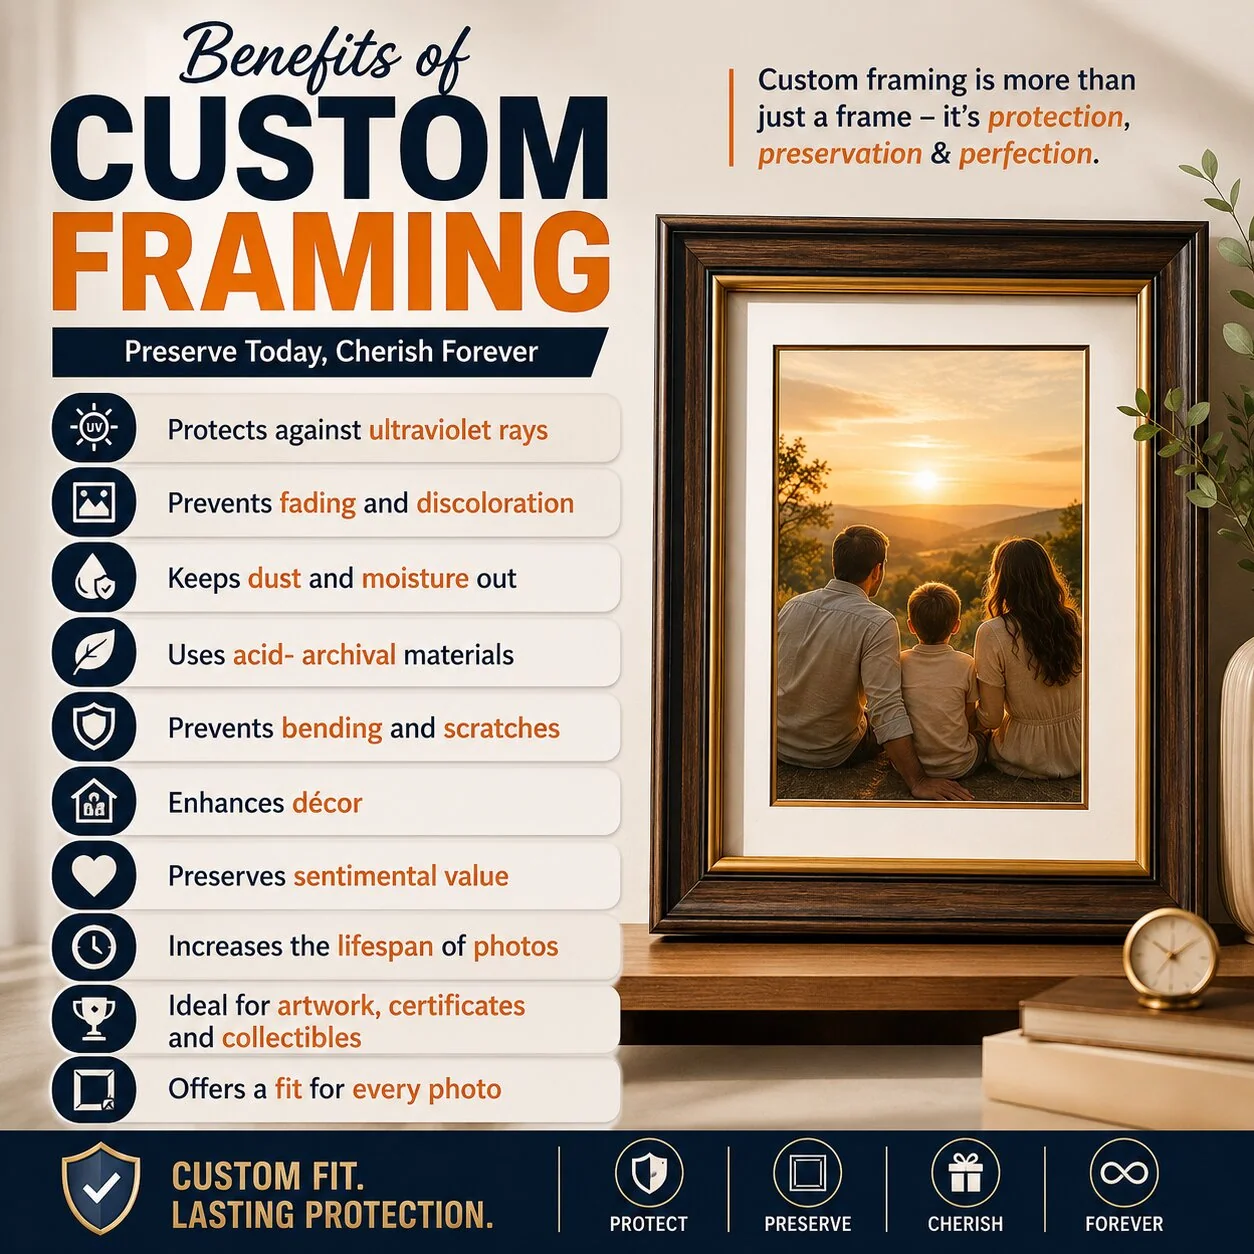 Benefits of
CUSTOM
FRAMING
Preserve Today, Cherish Forever
Custom framing is more than
just a frame – it's protection,
preservation & perfection.
UV
Protects against ultraviolet rays
Prevents fading and discoloration
Keeps dust and moisture out
Uses acid- archival materials
Prevents bending and scratches
Enhances décor
Preserves sentimental value
Increases the lifespan of photos
Ideal for artwork, certificates
and collectibles
Offers a fit for every photo
CUSTOM FIT.
LASTING PROTECTION.
PROTECT
PRESERVE
CHERISH
FOREVER